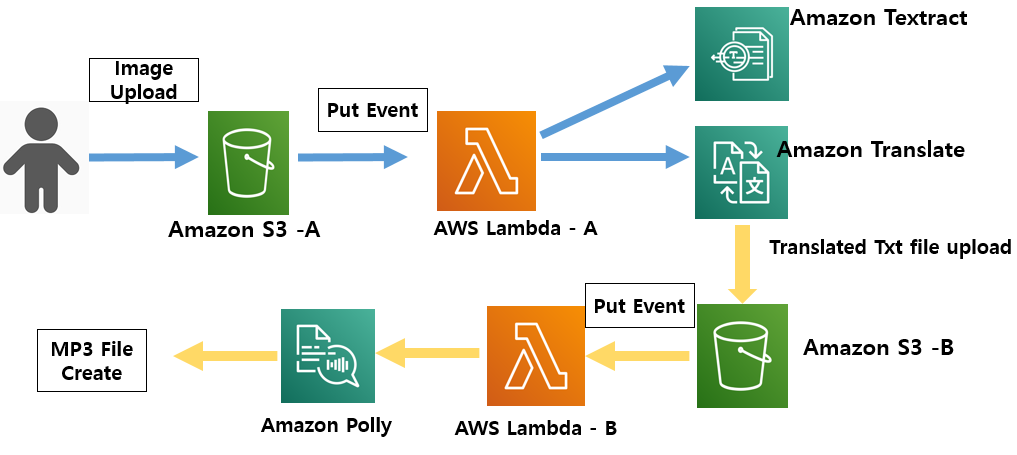 Amazon Textract
Image
Upload
Put Event
Amazon Translate
A
文
T
Amazon S3 -A
AWS Lambda - A
Translated Txt file upload
Put Event
Amazon S3 -B
MP3 File
Create
Amazon Polly
AWS Lambda - B